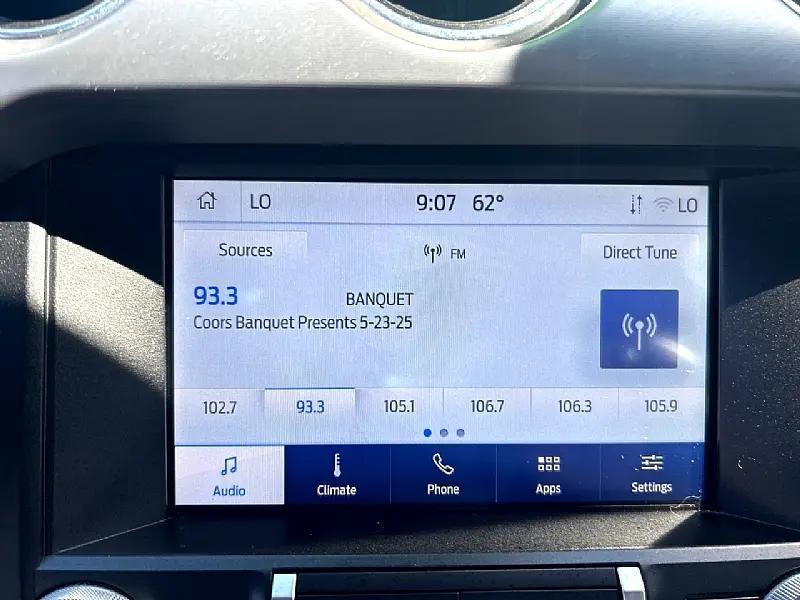 LO 9:07 62° LO
Sources FM Direct Tune
93.3 BANQUET
Coors Banquet Presents 5-23-25
102.7 93.3 105.1 106.7 106.3 105.9
Audio Climate Phone Apps Settings